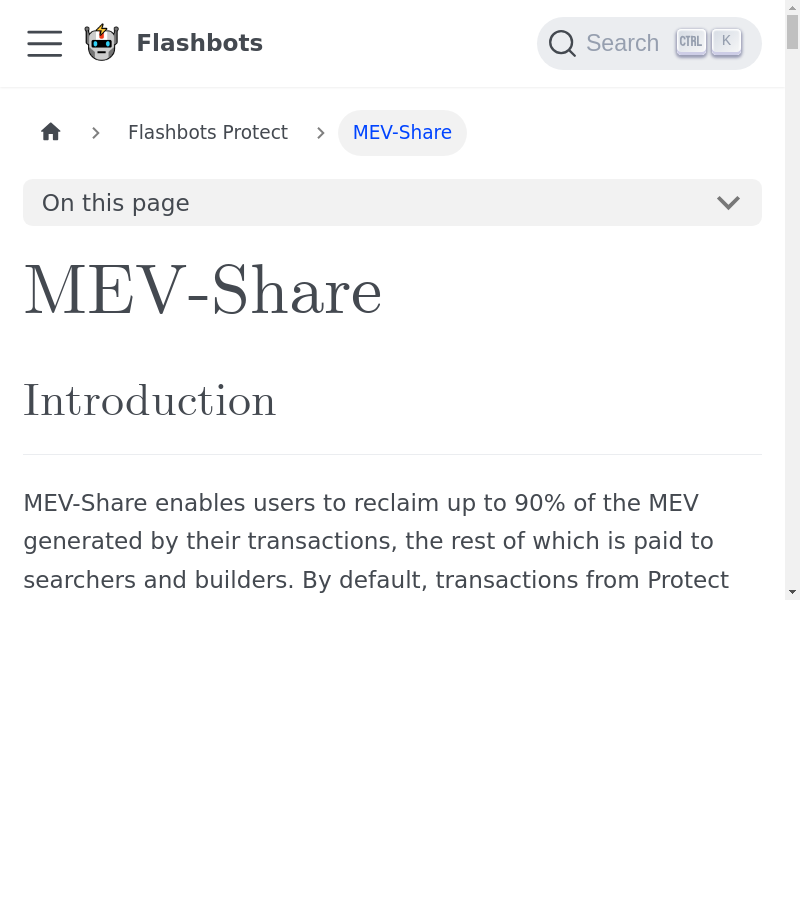 Flashbots
Search CTRL K
Flashbots Protect
MEV-Share
On this page
MEV-Share
Introduction
MEV-Share enables users to reclaim up to 90% of the MEV
generated by their transactions, the rest of which is paid to
searchers and builders. By default, transactions from Protect